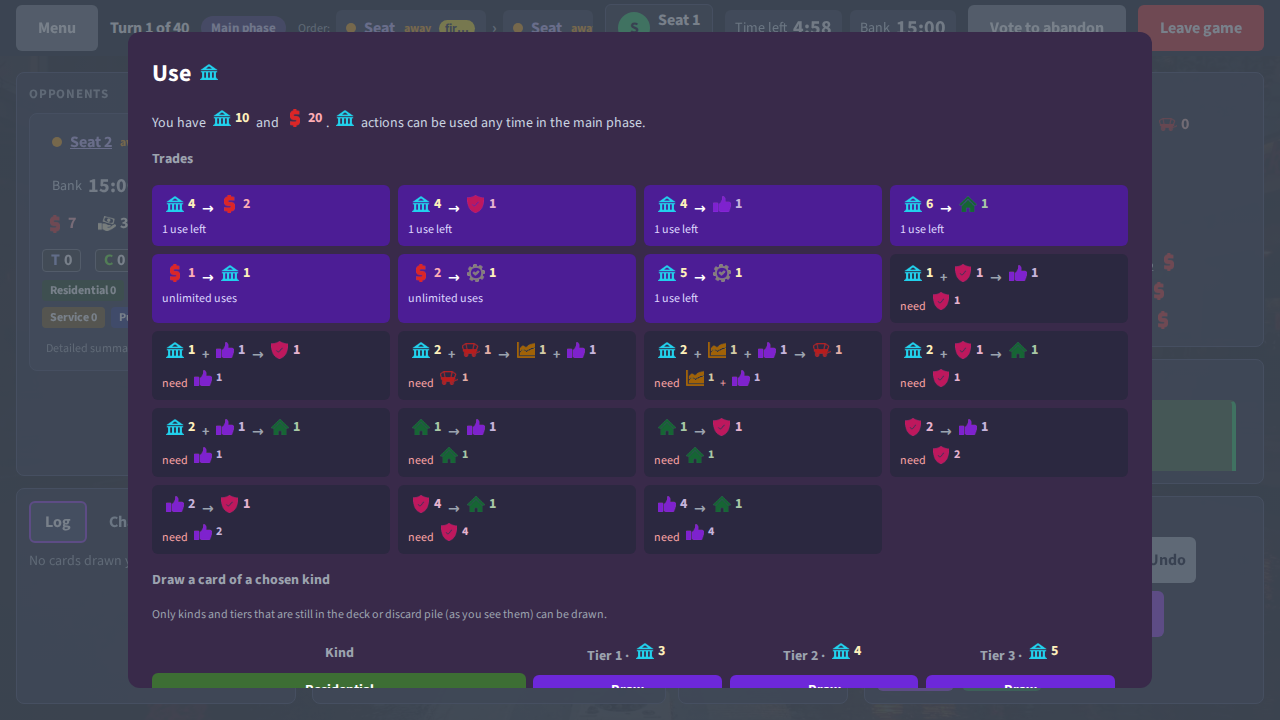 Menu
Turn 1 of 40
Main phase
Order:
Seat away fir... › Seat awa
S Seat 1
Time left 4:58
Bank 15:00
Vote to abandon
Leave game
OPPONENTS
Seat 2
Bank 15:0
7 3
T 0 C 0
Residential 0
Service 0
Detailed summa
0
Log
No cards drawn
Undo
Use
You have 10 and 20 . actions can be used any time in the main phase.
Trades
4 → 2
1 use left
4 → 1
1 use left
4 → 1
1 use left
6 → 1
1 use left
1 → 1
unlimited uses
2 → 1
unlimited uses
5 → 1
1 use left
1 + 1 → 1
need 1
1 + 1 → 1
need 1
2 + 1 → 1 + 1
need 1
2 + 1 + 1 → 1
need 1 + 1
2 + 1 → 1
need 1
2 + 1 → 1
need 1
1 → 1
need 1
1 → 1
need 1
2 → 1
need 2
2 → 1
need 2
4 → 1
need 4
4 → 1
need 4
Draw a card of a chosen kind
Only kinds and tiers that are still in the deck or discard pile (as you see them) can be drawn.
Kind Tier 1 · 3 Tier 2 · 4 Tier 3 · 5
Residential Draw Draw Draw